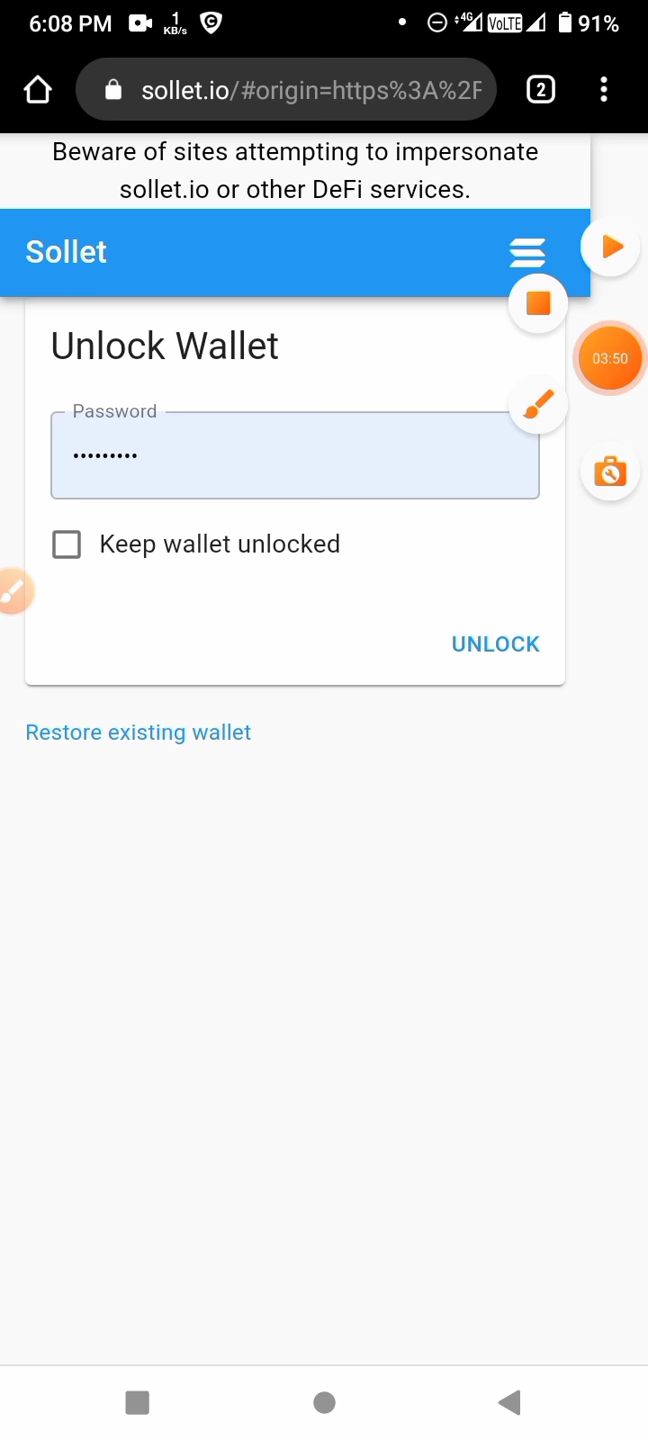 6:08 PM 1 KB/s 4G VoLTE 91%
sollet.io/#origin=https%3A%2F
2
Beware of sites attempting to impersonate
sollet.io or other DeFi services.
Sollet
Unlock Wallet
03:50
Password
•••••••••
Keep wallet unlocked
UNLOCK
Restore existing wallet